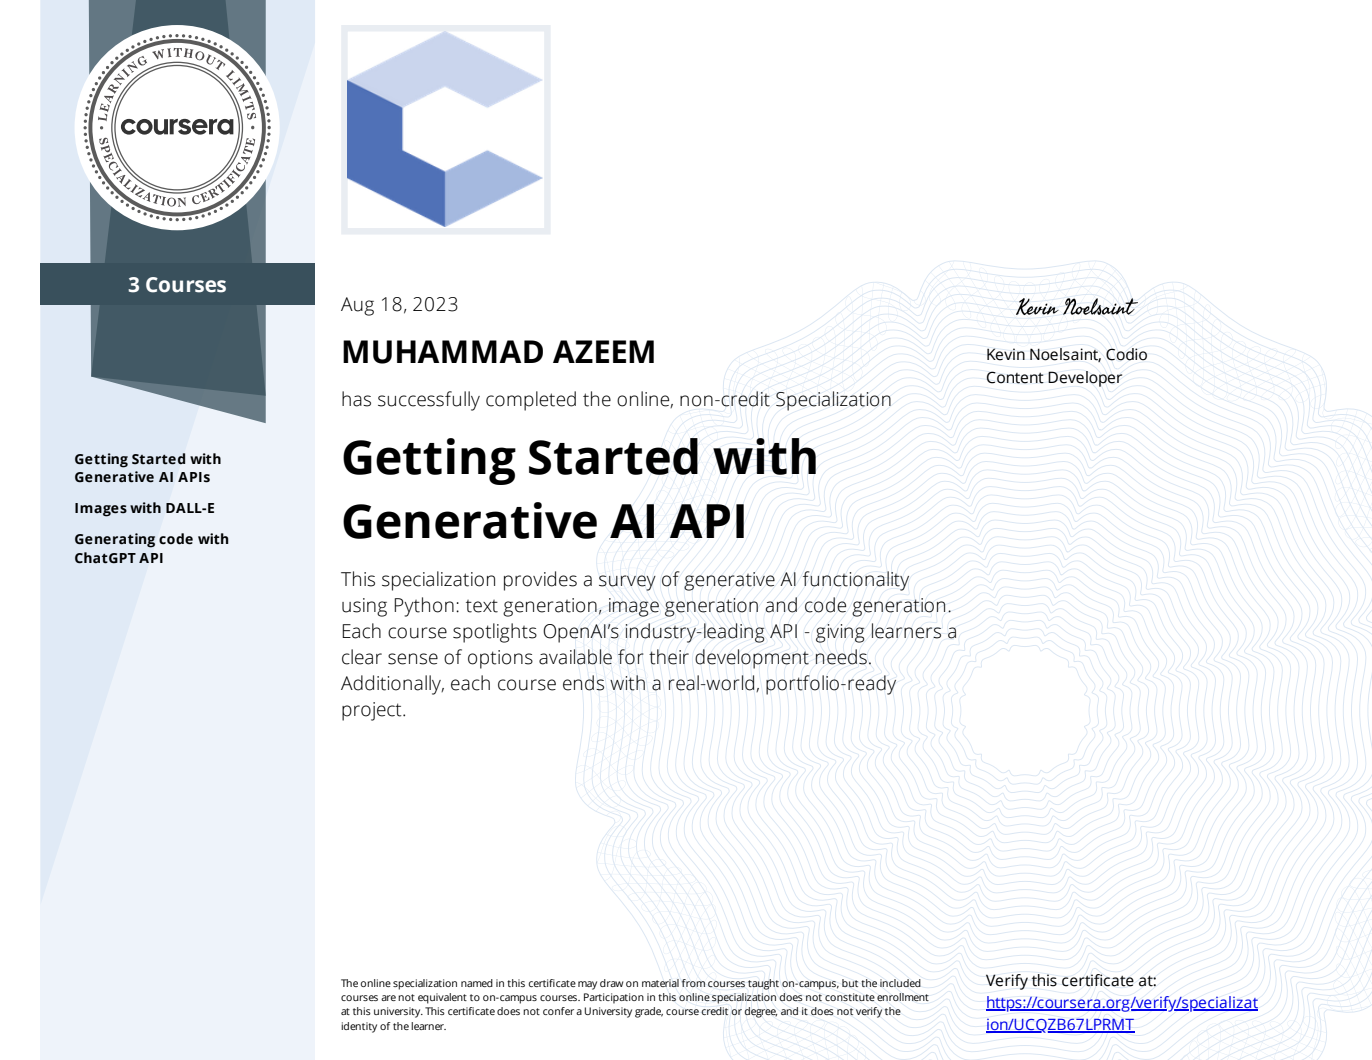 LEARNING WITHOUT LIMITS
coursera
SPECIALIZATION CERTIFICATE
3 Courses
Getting Started with
Generative AI APIs
Images with DALL-E
Generating code with
ChatGPT API
Aug 18, 2023
MUHAMMAD AZEEM
has successfully completed the online, non-credit Specialization
Getting Started with
Generative AI API
This specialization provides a survey of generative AI functionality
using Python: text generation, image generation and code generation.
Each course spotlights OpenAI’s industry-leading API - giving learners a
clear sense of options available for their development needs.
Additionally, each course ends with a real-world, portfolio-ready
project.
Kevin Noelsaint
Kevin Noelsaint, Codio
Content Developer
The online specialization named in this certificate may draw on material from courses taught on-campus, but the included
courses are not equivalent to on-campus courses. Participation in this online specialization does not constitute enrollment
at this university. This certificate does not confer a University grade, course credit or degree, and it does not verify the
identity of the learner.
Verify this certificate at:
https://coursera.org/verify/specializat
ion/UCQZB67LPRMT